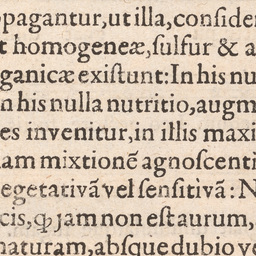 pagantur, ut illa, conſider
t homogeneæ, ſulfur & a
ganicæ exiſtunt: In his nu
n his nulla nutritio, augm
es invenitur, in illis maxi
am mixtionẽ agnoſcenti
egetativã vel ſenſitivã: N
cis, ꝙ jam non eſt aurum,
naturam, abſque dubio ve